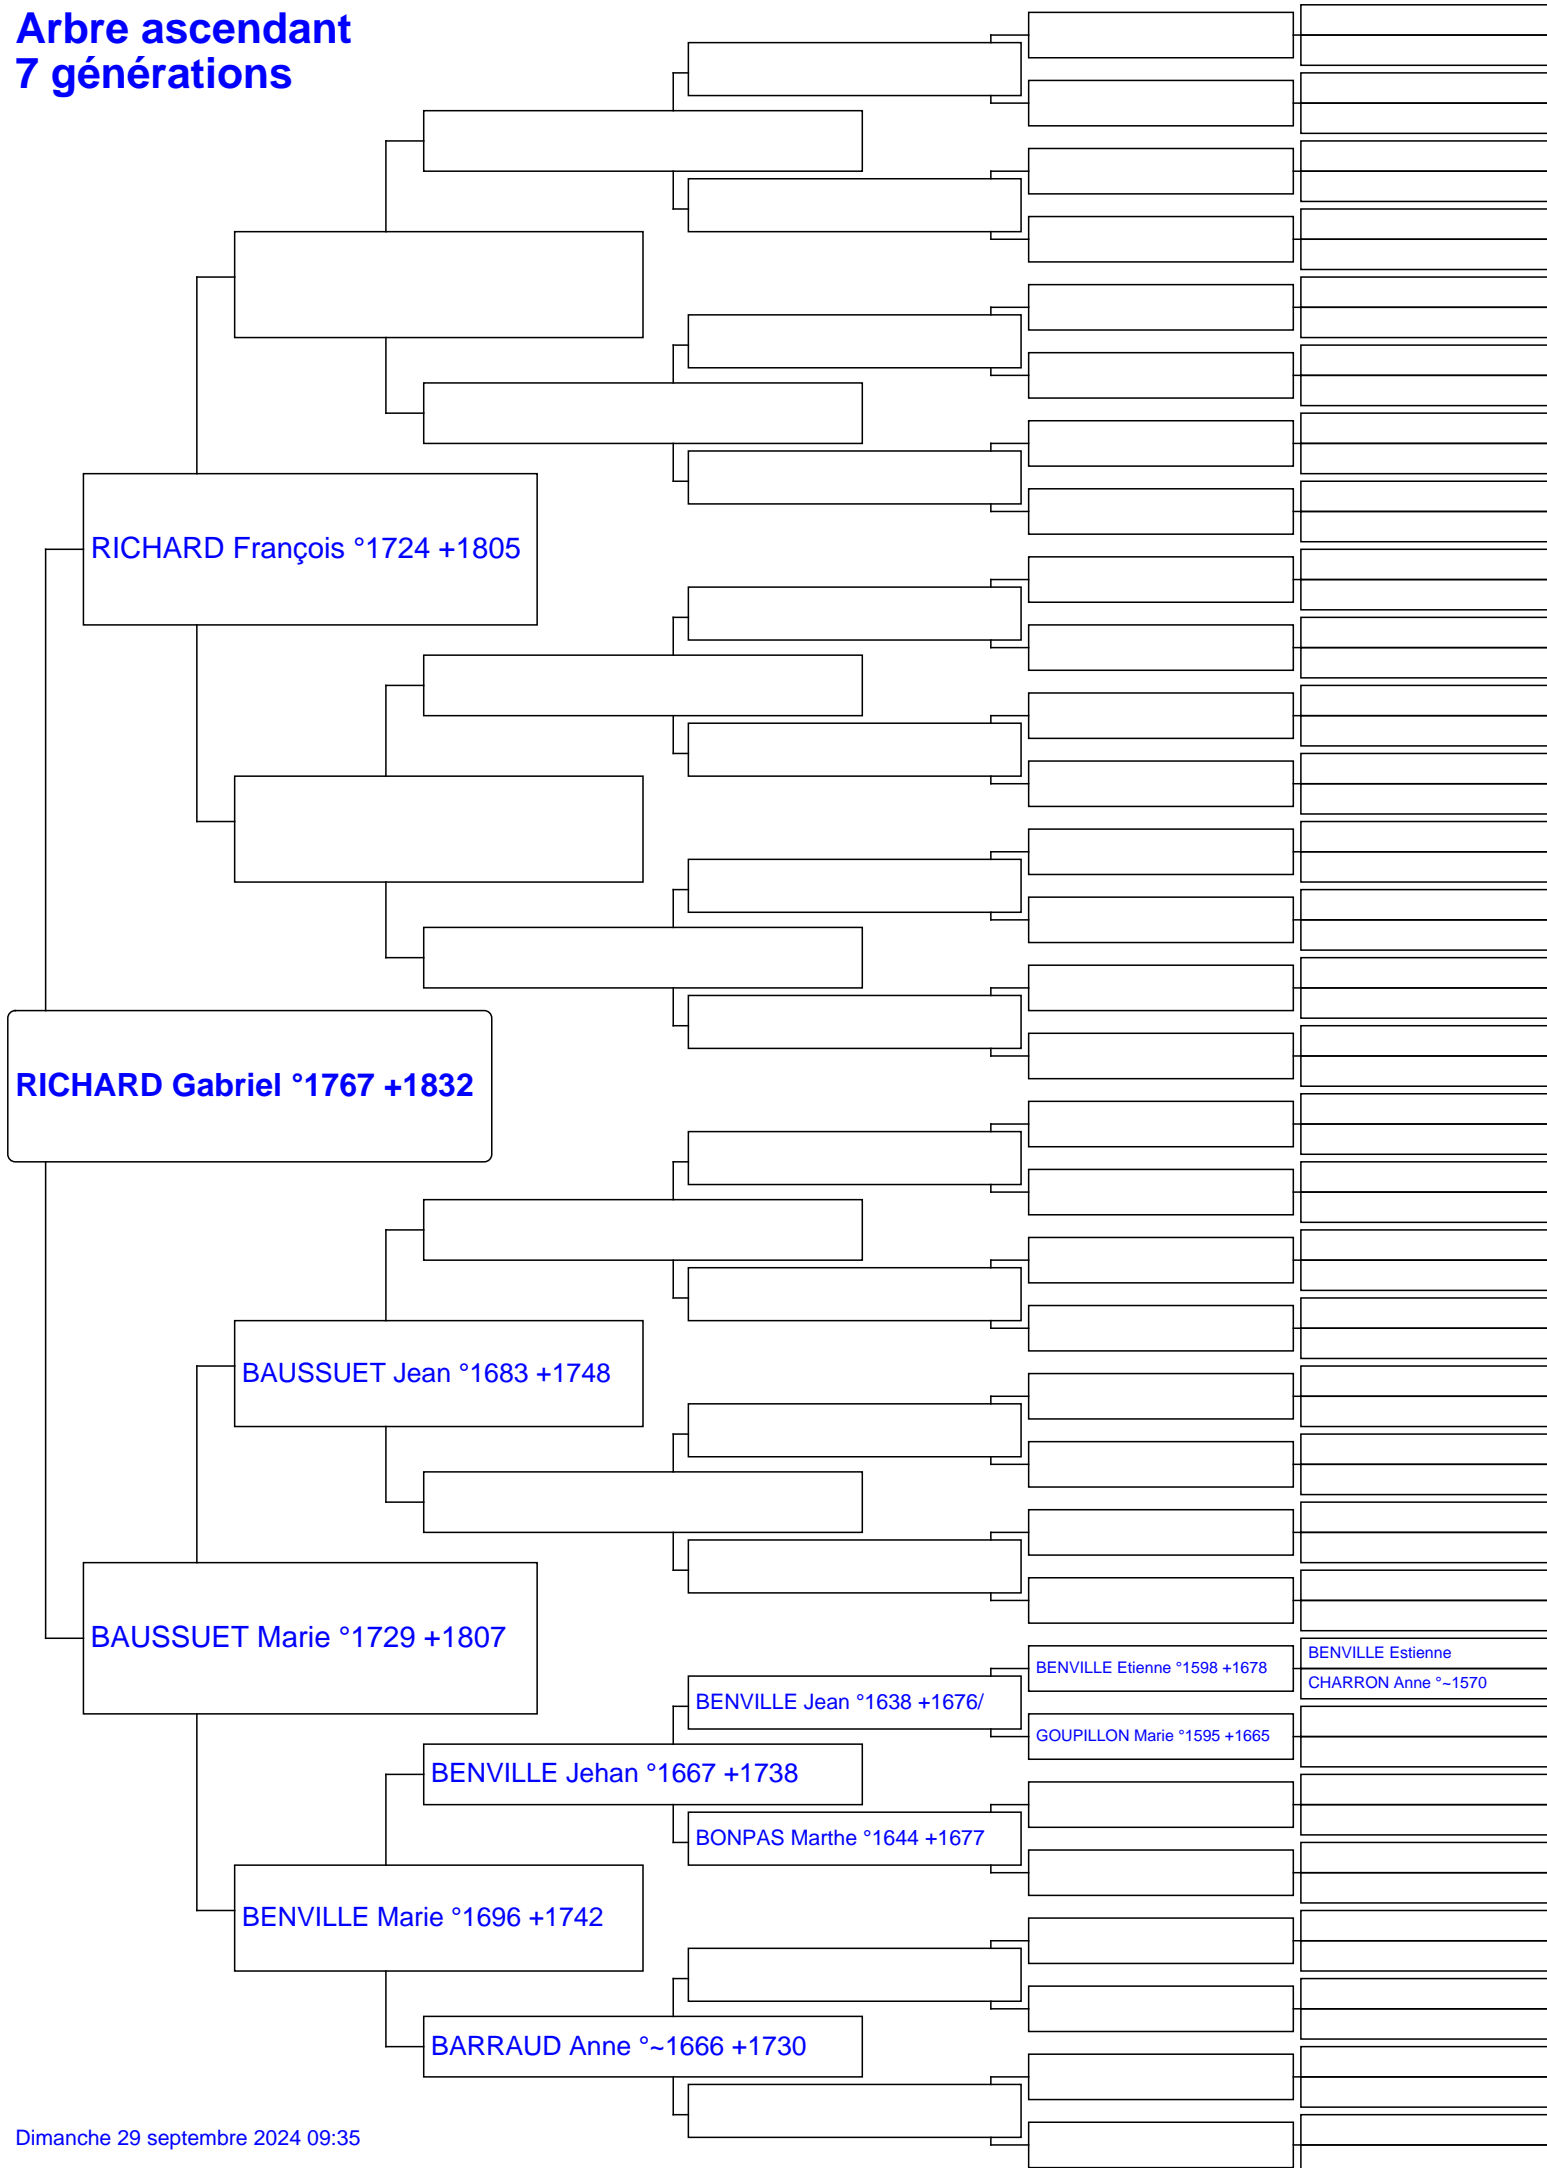 Arbre ascendant
7 générations
RICHARD François °1724 +1805
RICHARD Gabriel °1767 +1832
BAUSSUET Jean °1683 +1748
BAUSSUET Marie °1729 +1807
BENVILLE Etienne °1598 +1678
BENVILLE Estienne
CHARRON Anne °~1570
BENVILLE Jean °1638 +1676/
GOUPILLON Marie °1595 +1665
BENVILLE Jehan °1667 +1738
BONPAS Marthe °1644 +1677
BENVILLE Marie °1696 +1742
BARRAUD Anne °~1666 +1730
Dimanche 29 septembre 2024 09:35